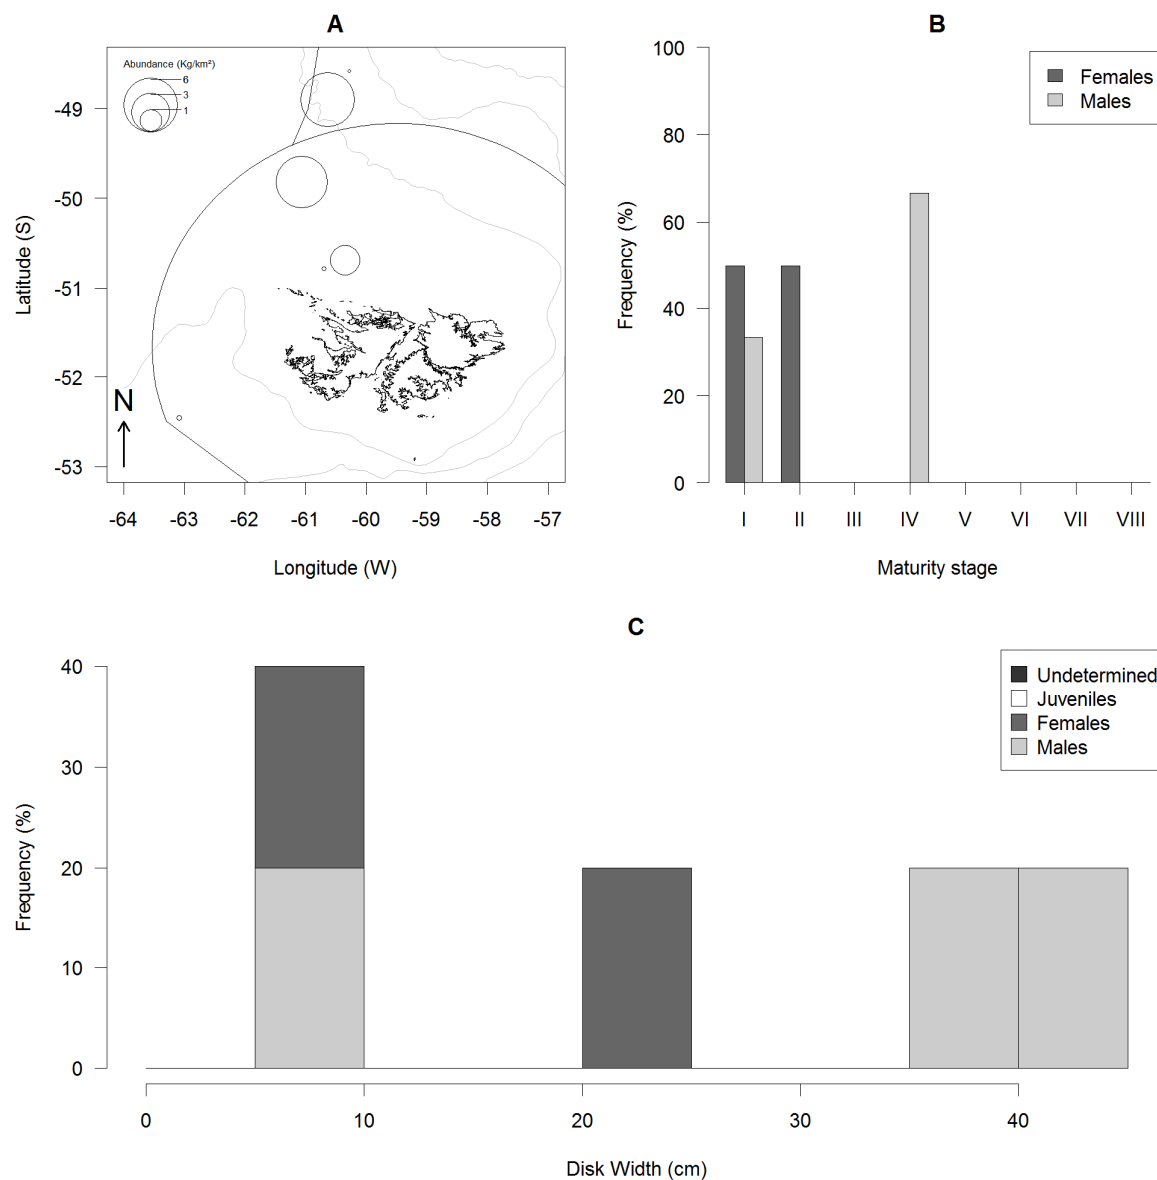 A
Abundance (Kg/km²)
6
3
1
-49
-50
-51
-52
-53
Latitude (S)
N
-64 -63 -62 -61 -60 -59 -58 -57
Longitude (W)
B
100
80
60
40
20
0
Frequency (%)
Females
Males
I II III IV V VI VII VIII
Maturity stage
C
40
30
20
10
0
Frequency (%)
Undetermined
Juveniles
Females
Males
0 10 20 30 40
Disk Width (cm)